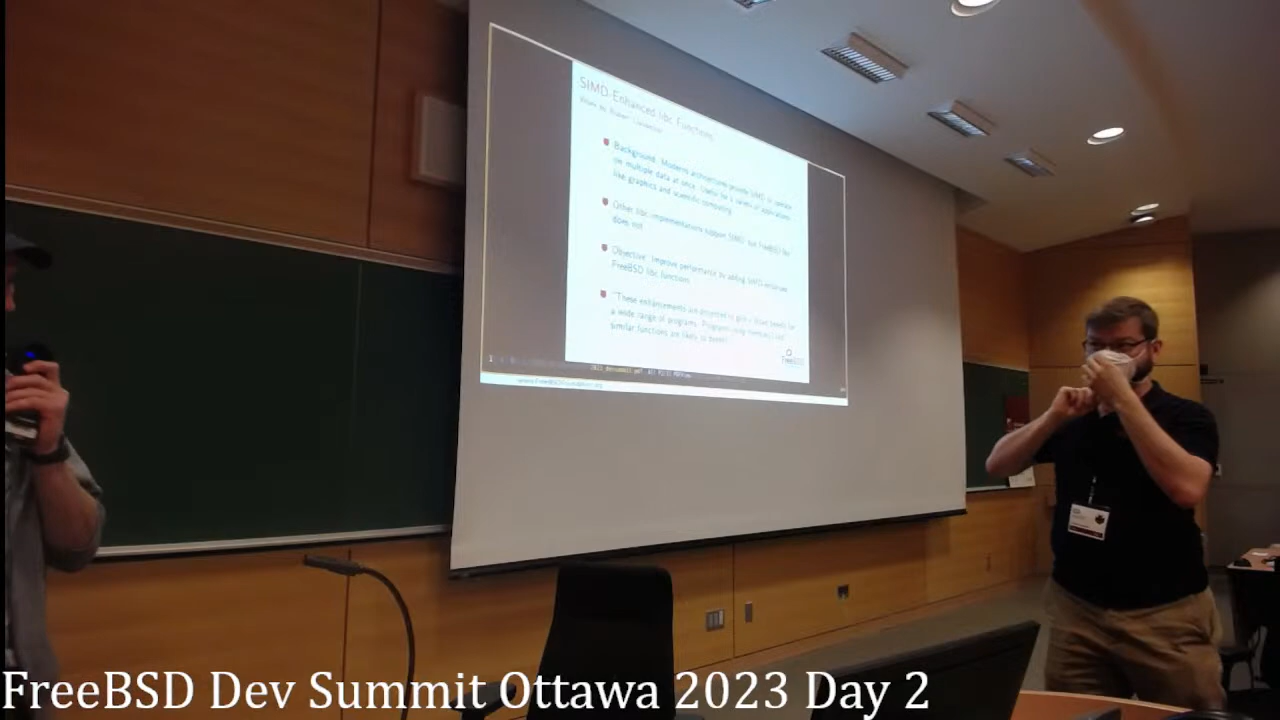 SIMD-Enhanced libc Functions
Background: Modern architectures provide SIMD to operate
on multiple data at once. Useful for a variety of applications
like graphics and scientific computing.
Other libc implementations support SIMD, but FreeBSD libc
does not
Objective: Improve performance by adding SIMD-enhanced
FreeBSD libc functions
"These enhancements are projected to give a broad benefit for
a wide range of programs. Programs using
similar functions are likely to benefit."
FreeBSD
FreeBSD Dev Summit Ottawa 2023 Day 2